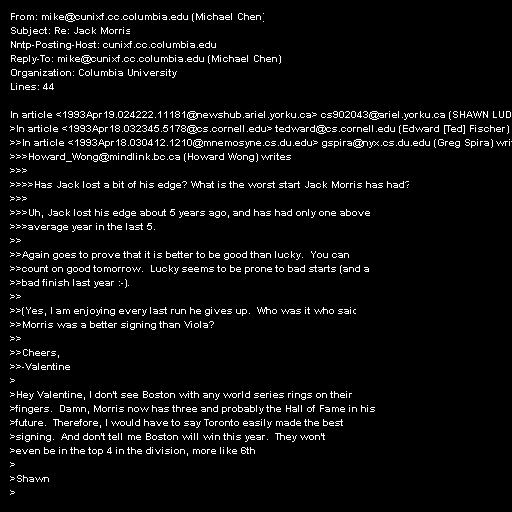 From: mike@cunixf.cc.columbia.edu (Michael Chen)
Subject: Re: Jack Morris
Nntp-Posting-Host: cunixf.cc.columbia.edu
Reply-To: mike@cunixf.cc.columbia.edu (Michael Chen)
Organization: Columbia University
Lines: 44
In article <1993Apr19.024222.11181@newshub.ariel.yorku.ca> cs902043@ariel.yorku.ca (SHAWN LUD
>In article <1993Apr18.032345.5178@cs.cornell.edu> tedward@cs.cornell.edu (Edward [Ted] Fischer)
>>In article <1993Apr18.030412.1210@mnemosyne.cs.du.edu> gspira@nyx.cs.du.edu (Greg Spira) writ
>>>Howard_Wong@mindlink.bc.ca (Howard Wong) writes
>>>
>>>>Has Jack lost a bit of his edge? What is the worst start Jack Morris has had?
>>>
>>>Uh, Jack lost his edge about 5 years ago, and has had only one above
>>>average year in the last 5.
>>
>>Again goes to prove that it is better to be good than lucky.  You can
>>count on good tomorrow.  Lucky seems to be prone to bad starts (and a
>>bad finish last year :-).
>>
>>(Yes, I am enjoying every last run he gives up.  Who was it who said
>>Morris was a better signing than Viola?
>>
>>Cheers,
>>-Valentine
>
>Hey Valentine, I don't see Boston with any world series rings on their
>fingers.  Damn, Morris now has three and probably the Hall of Fame in his
>future.  Therefore, I would have to say Toronto easily made the best
>signing.  And don't tell me Boston will win this year.  They won't
>even be in the top 4 in the division, more like 6th
>
>Shawn
>